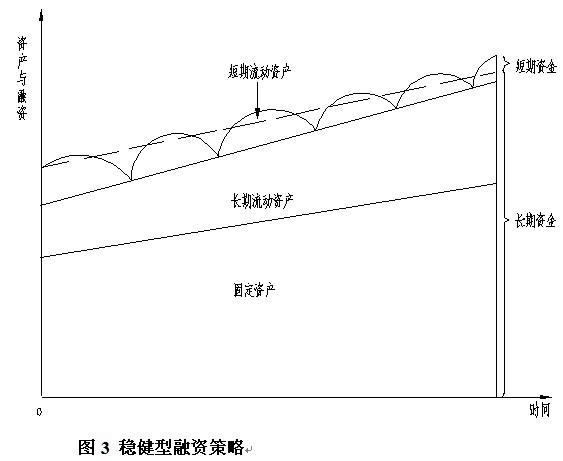 资产与融资
短期流动资产
短期资金
长期流动资产
长期资金
固定资产
0
时间
图 3 稳健型融资策略